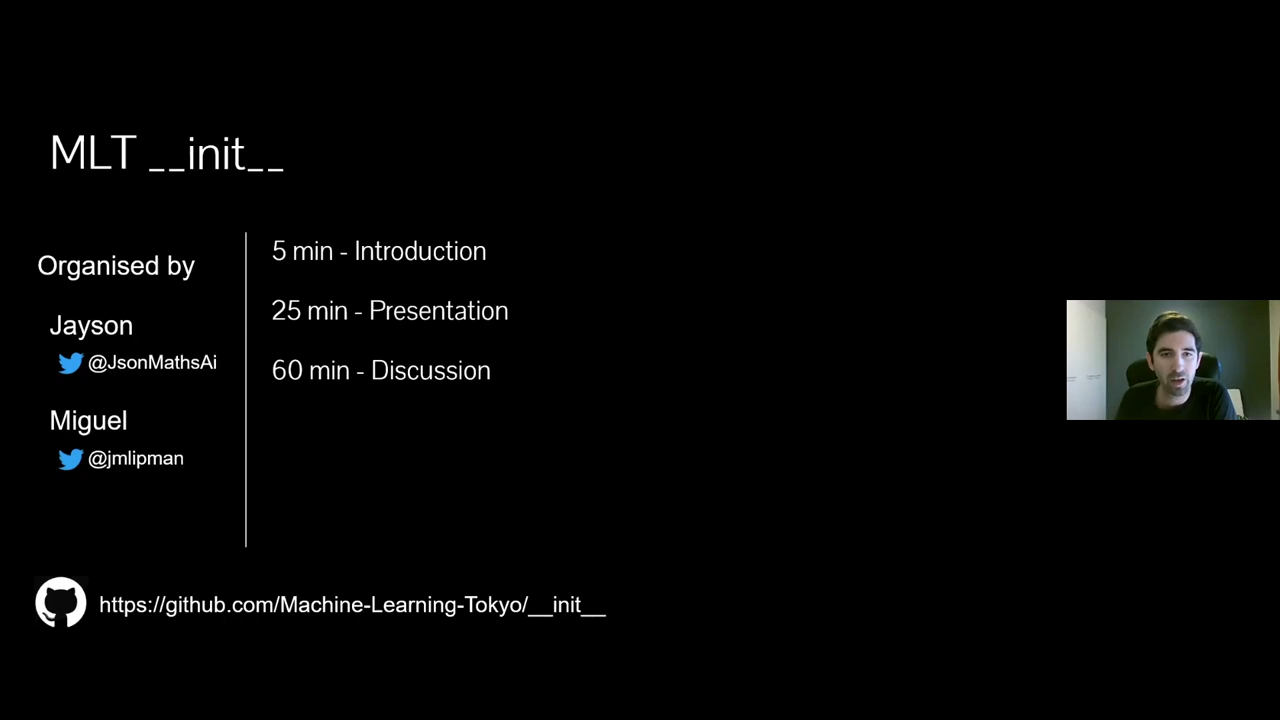 MLT __init__
Organised by
Jayson
@JsonMathsAi
Miguel
@jmlipman
5 min - Introduction
25 min - Presentation
60 min - Discussion
https://github.com/Machine-Learning-Tokyo/__init__